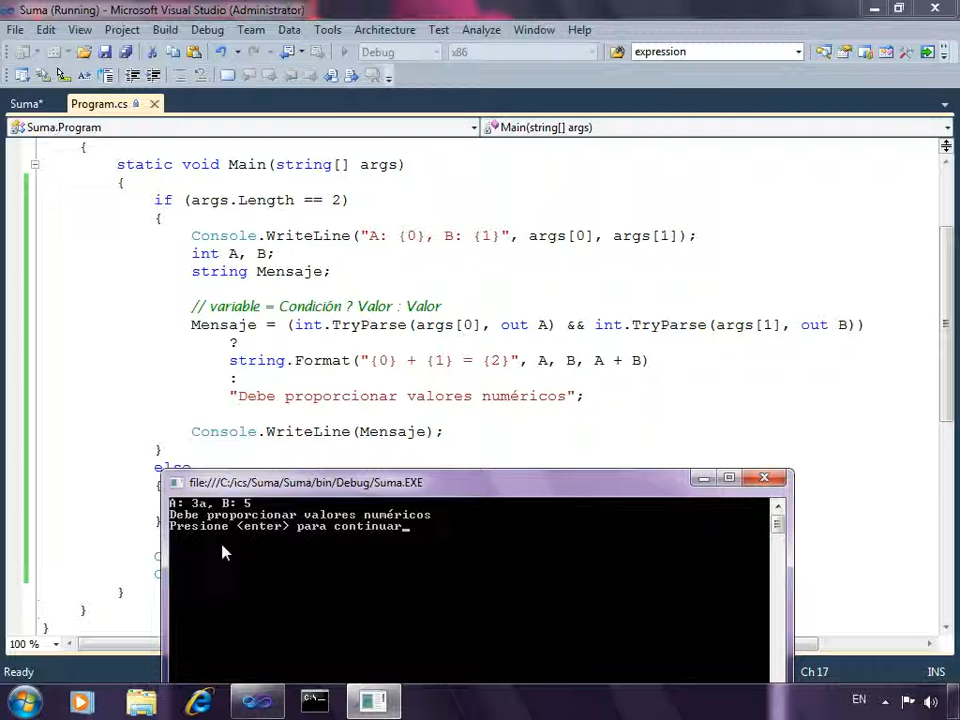 Suma (Running) - Microsoft Visual Studio (Administrator)
File Edit View Project Build Debug Team Data Tools Architecture Test Analyze Window Help
Debug x86 expression
Suma* Program.cs
Suma.Program Main(string[] args)
{
static void Main(string[] args)
{
if (args.Length == 2)
{
Console.WriteLine("A: {0}, B: {1}", args[0], args[1]);
int A, B;
string Mensaje;
// variable = Condición ? Valor : Valor
Mensaje = (int.TryParse(args[0], out A) && int.TryParse(args[1], out B))
?
string.Format("{0} + {1} = {2}", A, B, A + B)
:
"Debe proporcionar valores numéricos";
Console.WriteLine(Mensaje);
}
else
{
}
C
C
}
}
}
file:///C:/ics/Suma/Suma/bin/Debug/Suma.EXE
A: 3a, B: 5
Debe proporcionar valores numéricos
Presione <enter> para continuar_
100 %
Ready Ch 17 INS
EN